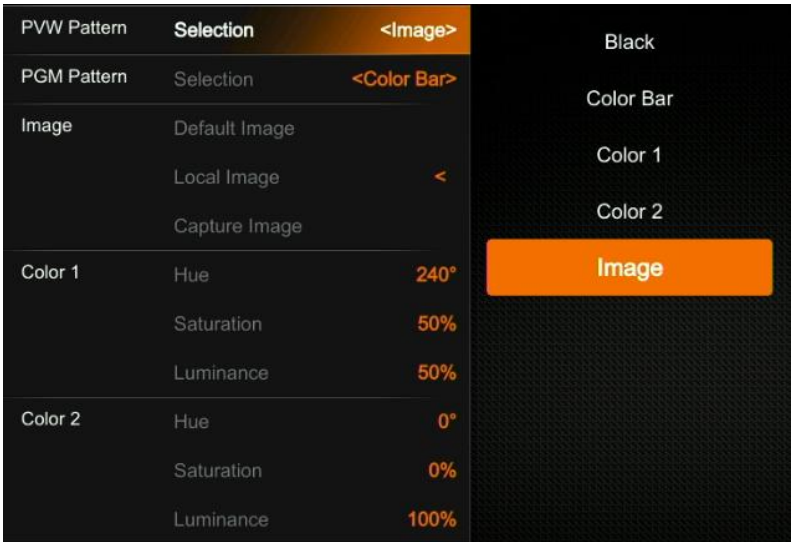 PVW Pattern Selection <Image>
PGM Pattern Selection <Color Bar>
Image Default Image
Local Image <
Capture Image
Color 1 Hue 240°
Saturation 50%
Luminance 50%
Color 2 Hue 0°
Saturation 0%
Luminance 100%
Black
Color Bar
Color 1
Color 2
Image